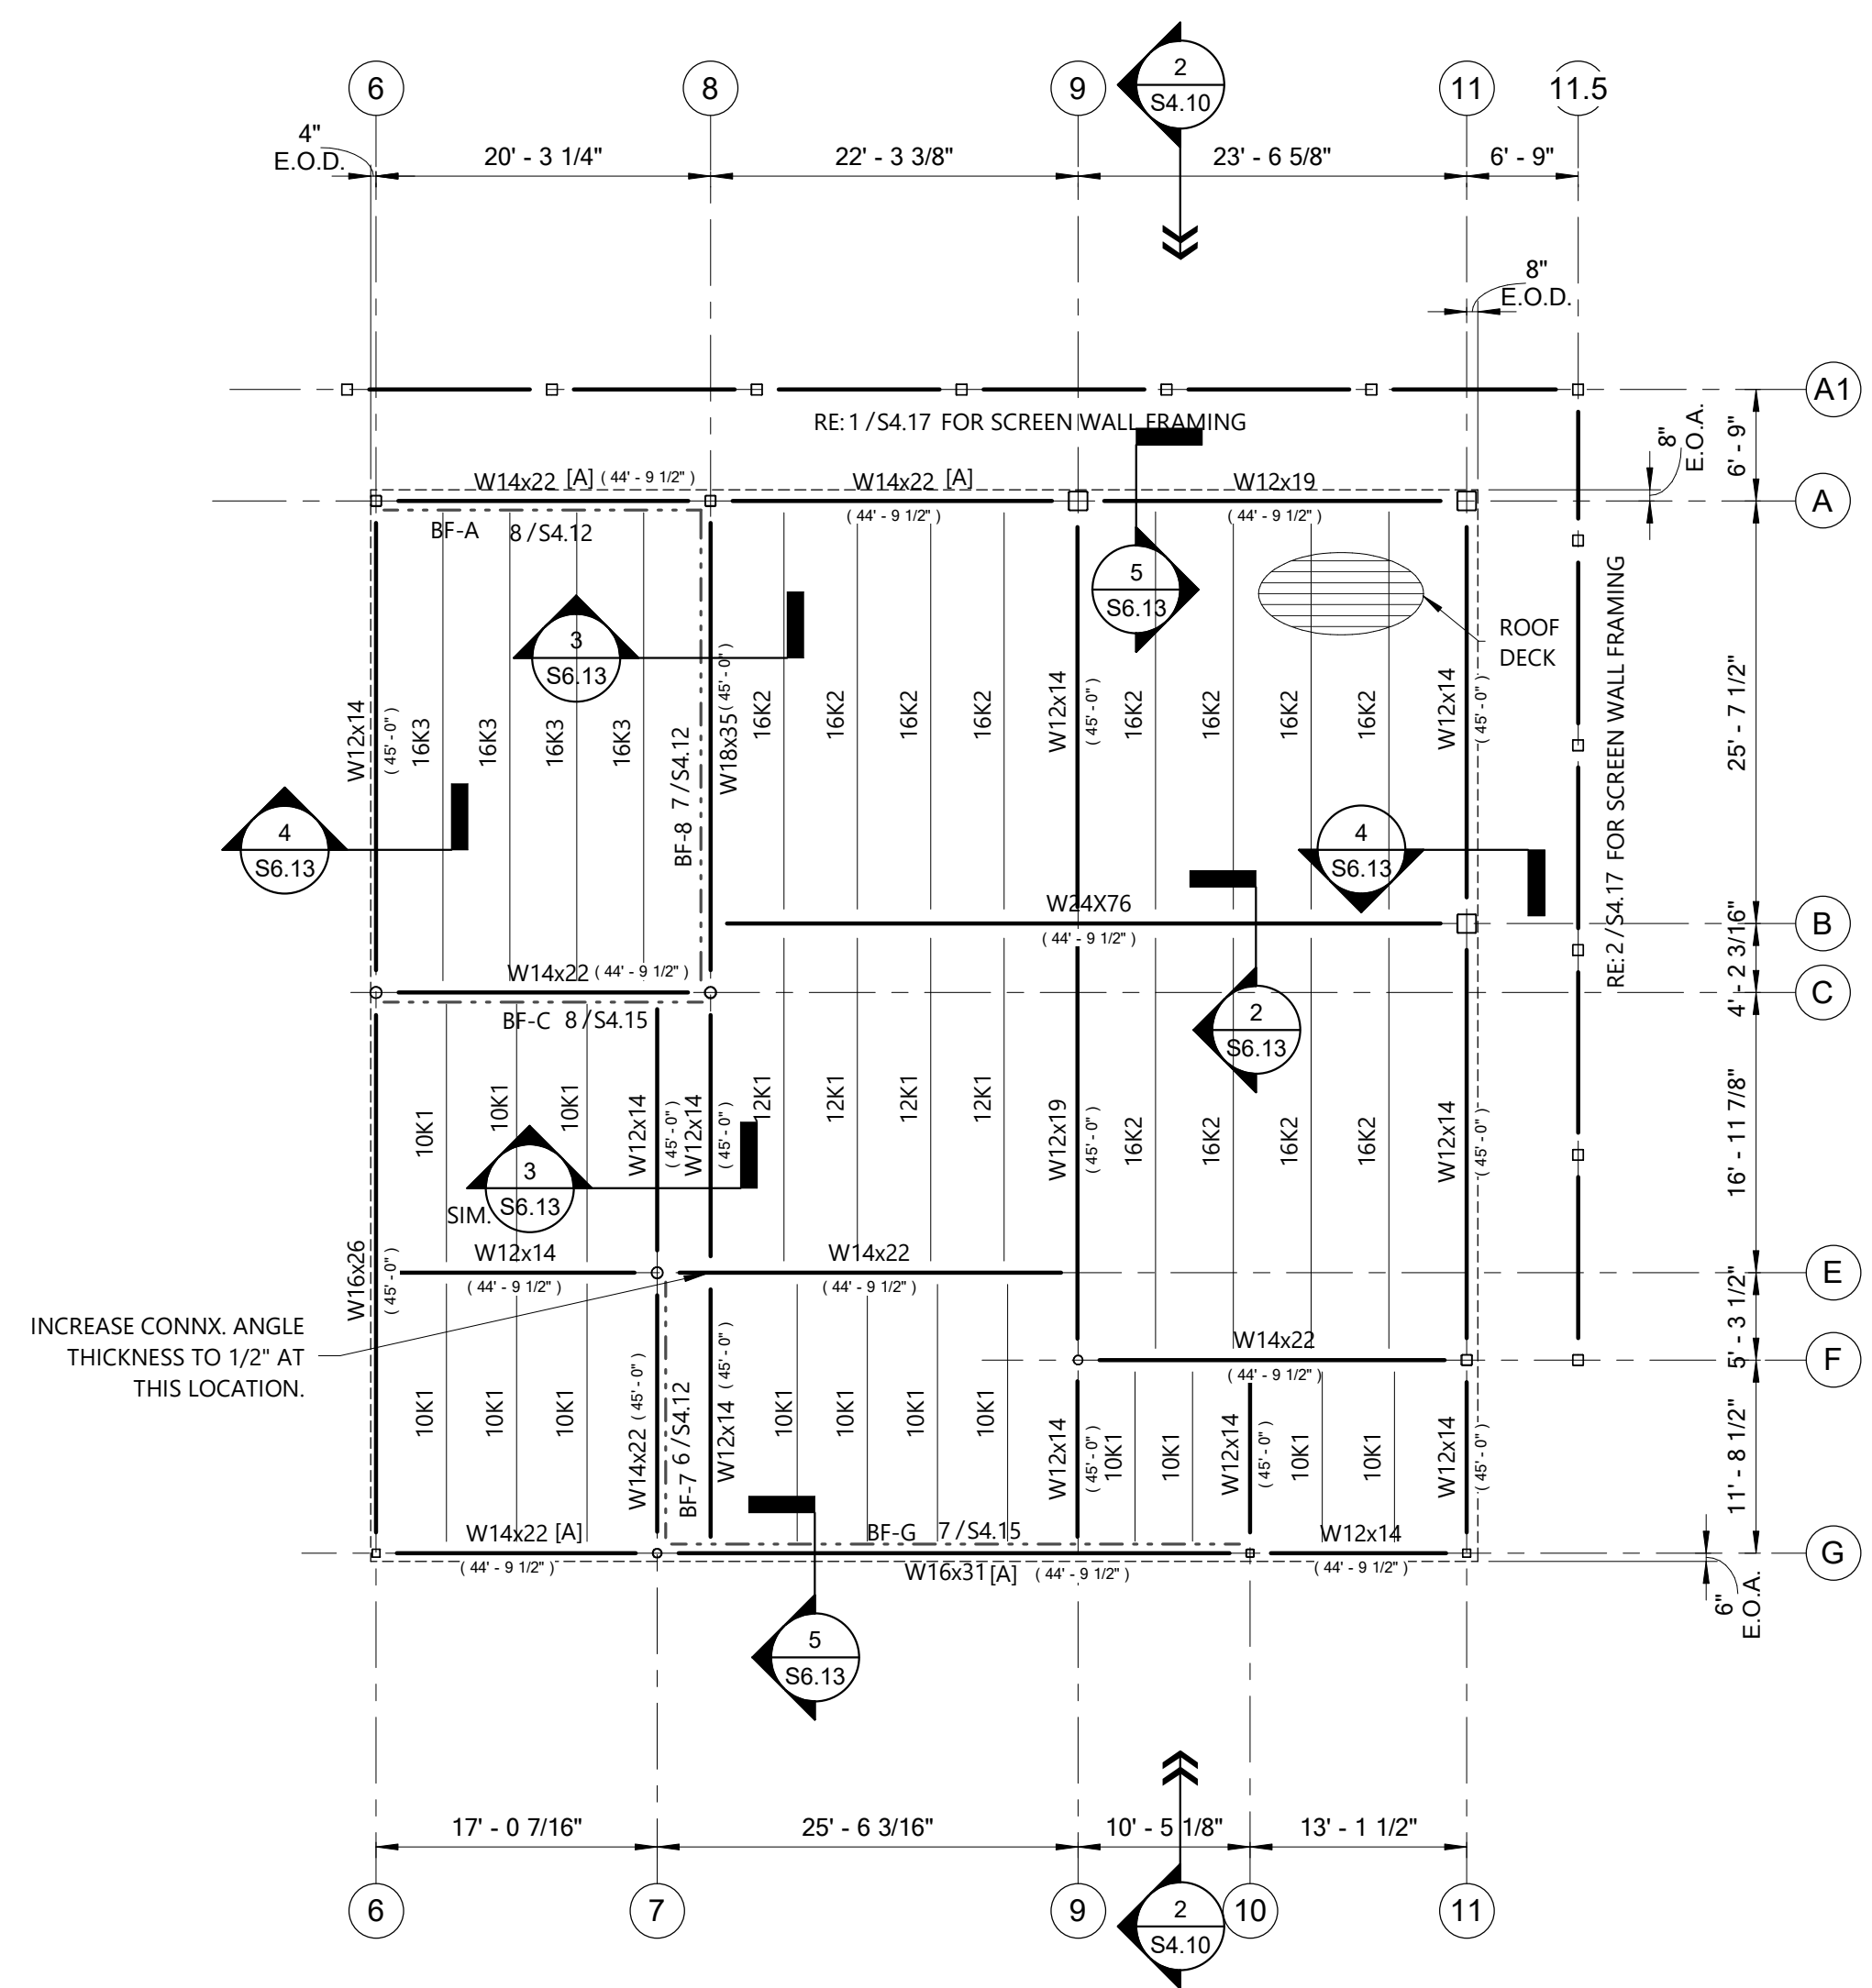 6
8
9
11
11.5
2
S4.10
4"
E.O.D.
20' - 3 1/4"
22' - 3 3/8"
23' - 6 5/8"
6' - 9"
8"
E.O.D.
A1
RE: 1 / S4.17 FOR SCREEN WALL FRAMING
8"
E.O.A.
6' - 9"
W14x22 [A] ( 44' - 9 1/2" )
W14x22 [A]
( 44' - 9 1/2" )
W12x19
( 44' - 9 1/2" )
A
BF-A 8 / S4.12
5
S6.13
3
S6.13
ROOF
DECK
RE: 2 / S4.17 FOR SCREEN WALL FRAMING
25' - 7 1/2"
W12x14
( 45' - 0" )
16K3
16K3
16K3
16K3
BF-8 7 / S4.12
W18x35 ( 45' - 0" )
16K2
16K2
16K2
16K2
W12x14
( 45' - 0" )
16K2
16K2
16K2
16K2
W12x14
( 45' - 0" )
4
S6.13
4
S6.13
W24X76
( 44' - 9 1/2" )
B
4' - 2 3/16"
W14x22 ( 44' - 9 1/2" )
C
BF-C 8 / S4.15
2
S6.13
10K1
10K1
10K1
W12x14
( 45' - 0" )
W12x14
( 45' - 0" )
12K1
12K1
12K1
12K1
W12x19
( 45' - 0" )
16K2
16K2
16K2
16K2
W12x14
( 45' - 0" )
16' - 11 7/8"
3
S6.13
SIM.
W16x26
( 45' - 0" )
W12x14
( 44' - 9 1/2" )
W14x22
( 44' - 9 1/2" )
E
INCREASE CONNX. ANGLE
THICKNESS TO 1/2" AT
THIS LOCATION.
5' - 3 1/2"
W14x22
( 44' - 9 1/2" )
F
10K1
10K1
10K1
W14x22 ( 45' - 0" )
BF-7 6 / S4.12
W12x14 ( 45' - 0" )
10K1
10K1
10K1
10K1
W12x14
( 45' - 0" )
10K1
10K1
W12x14
( 45' - 0" )
10K1
10K1
W12x14
( 45' - 0" )
11' - 8 1/2"
W14x22 [A]
( 44' - 9 1/2" )
BF-G 7 / S4.15
W16x31 [A] ( 44' - 9 1/2" )
W12x14
( 44' - 9 1/2" )
G
6"
E.O.A.
5
S6.13
17' - 0 7/16"
25' - 6 3/16"
10' - 5 1/8"
13' - 1 1/2"
6
7
9
2
S4.10
10
11